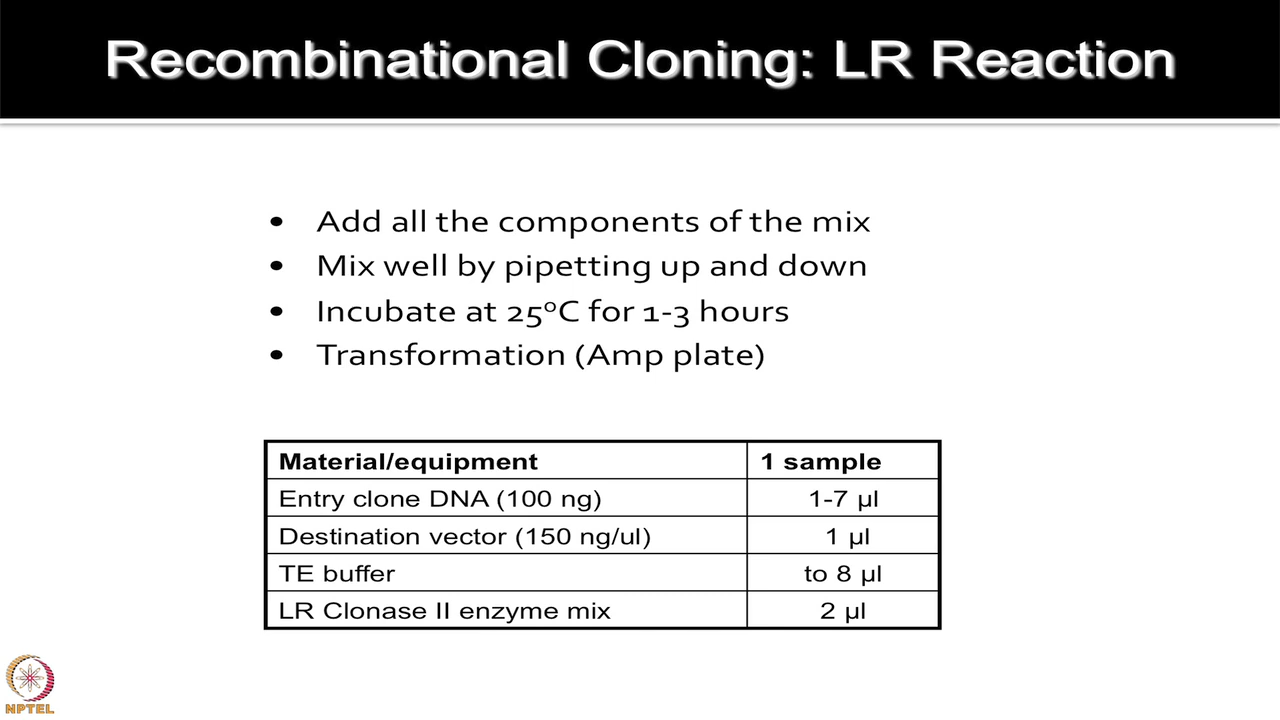 Recombinational Cloning: LR Reaction
• Add all the components of the mix
• Mix well by pipetting up and down
• Incubate at 25°C for 1-3 hours
• Transformation (Amp plate)
Material/equipment 1 sample
Entry clone DNA (100 ng) 1-7 µl
Destination vector (150 ng/ul) 1 µl
TE buffer to 8 µl
LR Clonase II enzyme mix 2 µl
NPTEL